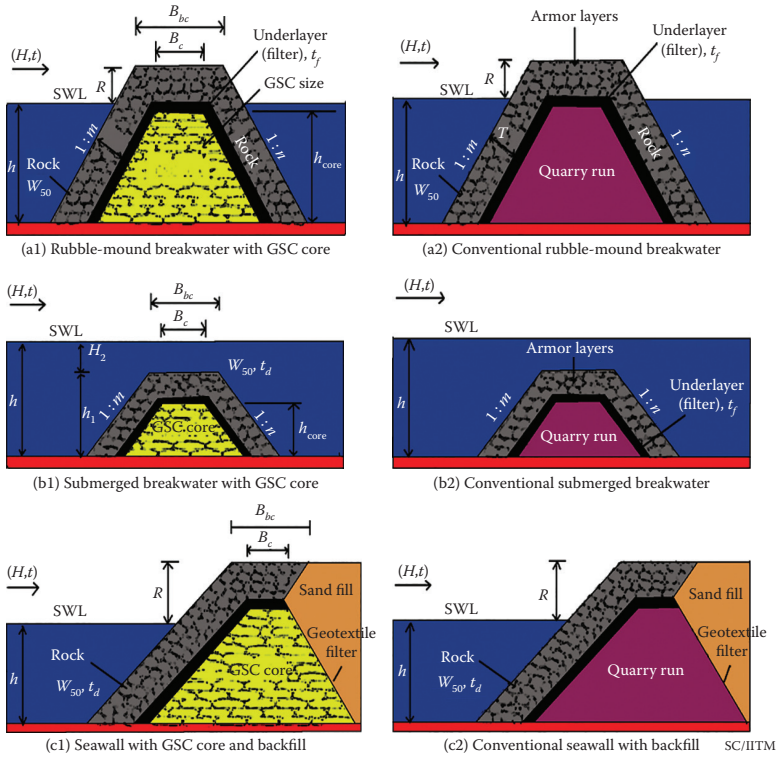 B_bc
B_c
(H,t)
R
SWL
Underlayer
(filter), t_f
GSC size
1 : m
1 : n
h
h_core
Rock
W_50
Rock
(a1) Rubble-mound breakwater with GSC core
Armor layers
Underlayer
(filter), t_f
(H,t)
R
SWL
1 : m
T
1 : n
h
Rock
W_50
Rock
Quarry run
(a2) Conventional rubble-mound breakwater
B_bc
B_c
(H,t)
SWL
H_2
W_50, t_d
h
h_1
1 : m
1 : n
h_core
GSC core
(b1) Submerged breakwater with GSC core
(H,t)
SWL
Armor layers
Underlayer
(filter), t_f
h
1 : m
1 : n
Quarry run
(b2) Conventional submerged breakwater
B_bc
B_c
(H,t)
R
SWL
Sand fill
Geotextile
filter
h
Rock
W_50, t_d
GSC core
(c1) Seawall with GSC core and backfill
(H,t)
R
SWL
Sand fill
Geotextile
filter
h
Rock
W_50, t_d
Quarry run
(c2) Conventional seawall with backfill
SC/IITM